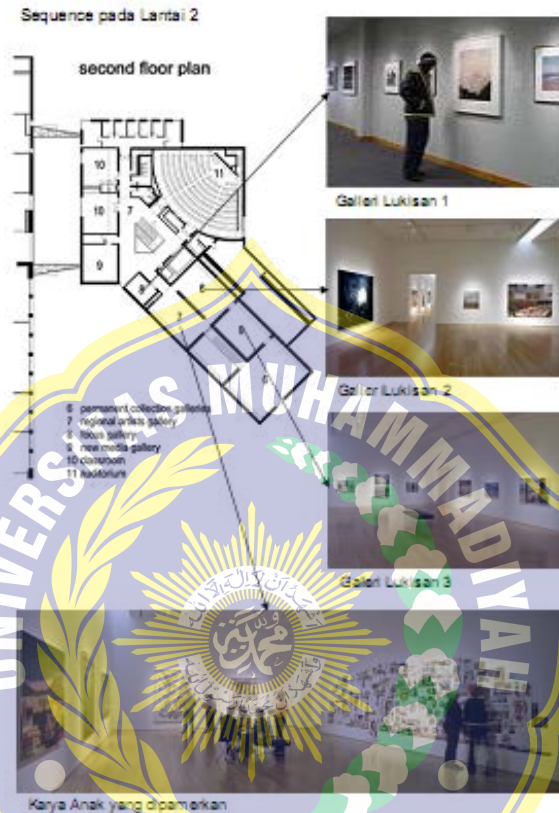 Sequence pada Lantai 2
second floor plan
10
11
10
7
9
8
6
7
8
6
6 permanent collection galleries
7 regional artists gallery
8 focus gallery
9 new media gallery
10 classroom
11 auditorium
Galleri Lukisan 1
Galleri Lukisan 2
Galleri Lukisan 3
Karya Anak yang dipamerkan
UNIVERSITAS MUHAMMADIYAH